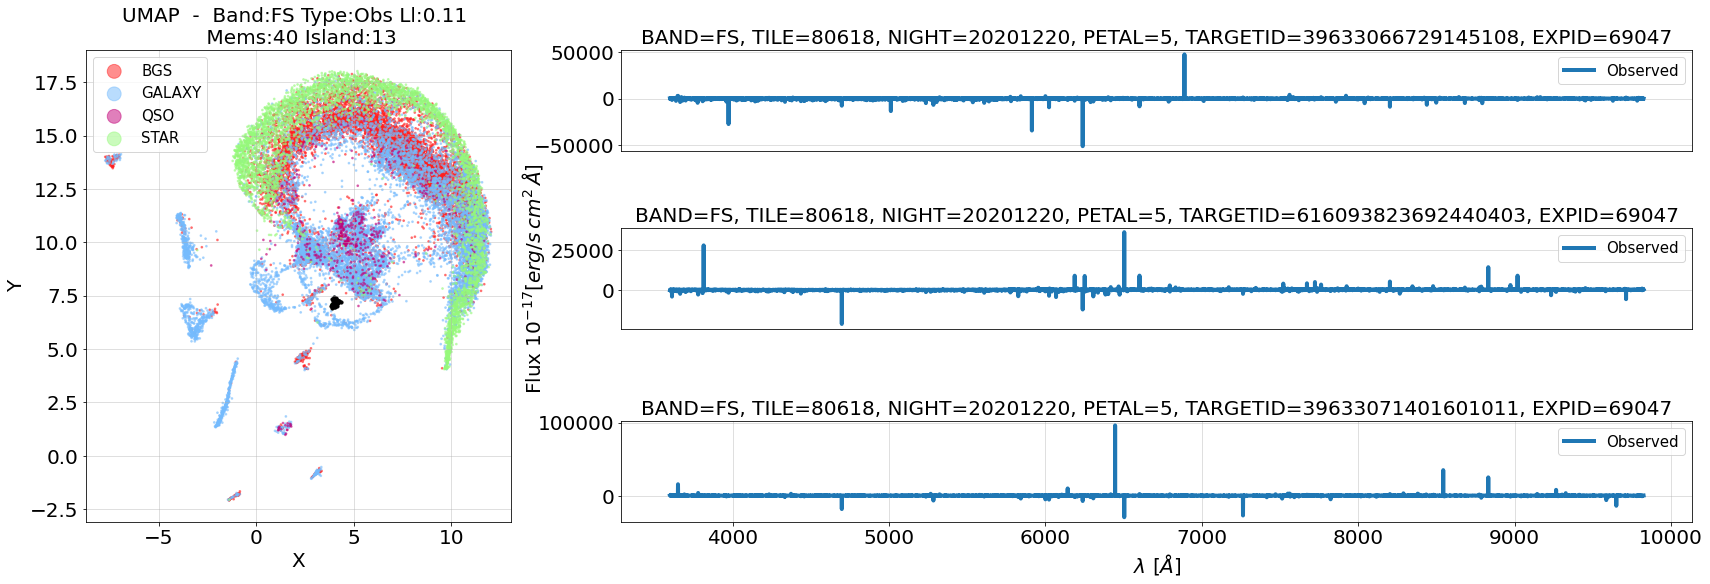 UMAP - Band:FS Type:Obs Ll:0.11
Mems:40 Island:13
BGS
GALAXY
QSO
STAR
17.5
15.0
12.5
10.0
7.5
5.0
2.5
0.0
−2.5
Y
−5
0
5
10
X
Flux 10⁻¹⁷[erg/s cm² Å]
BAND=FS, TILE=80618, NIGHT=20201220, PETAL=5, TARGETID=39633066729145108, EXPID=69047
Observed
50000
0
−50000
BAND=FS, TILE=80618, NIGHT=20201220, PETAL=5, TARGETID=616093823692440403, EXPID=69047
Observed
25000
0
BAND=FS, TILE=80618, NIGHT=20201220, PETAL=5, TARGETID=39633071401601011, EXPID=69047
Observed
100000
0
4000
5000
6000
7000
8000
9000
10000
λ [Å]